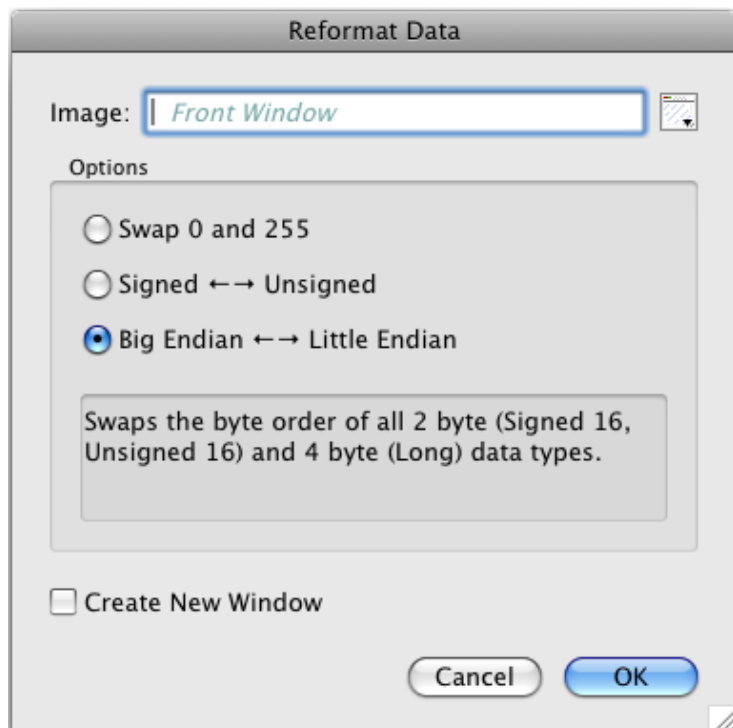 Reformat Data
Image: Front Window
Options
Swap 0 and 255
Signed ←→ Unsigned
Big Endian ←→ Little Endian
Swaps the byte order of all 2 byte (Signed 16,
Unsigned 16) and 4 byte (Long) data types.
Create New Window
Cancel OK